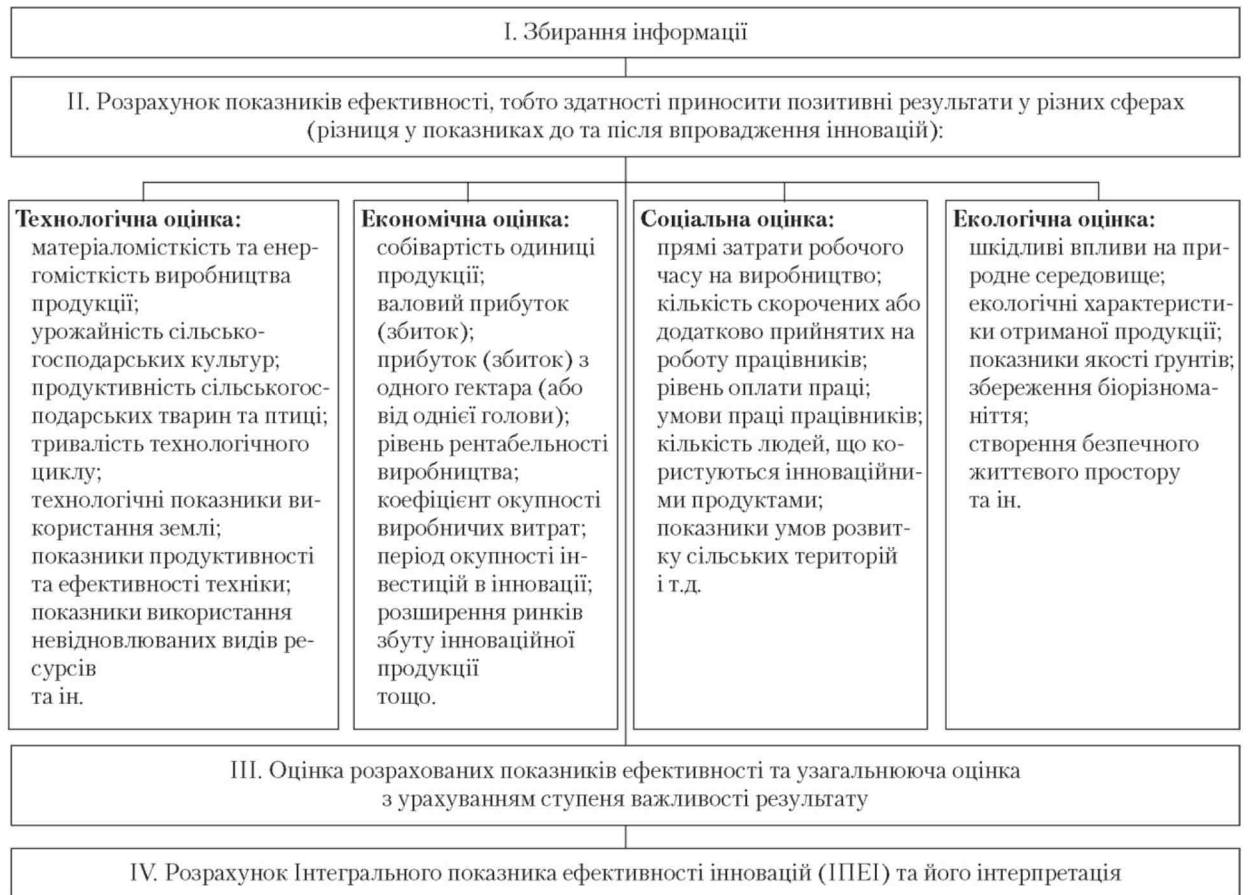 I. Збирання інформації
II. Розрахунок показників ефективності, тобто здатності приносити позитивні результати у різних сферах
(різниця у показниках до та після впровадження інновацій):
Технологічна оцінка:
матеріаломісткість та енер-
гомісткість виробництва
продукції;
урожайність сільсько-
господарських культур;
продуктивність сільськогос-
подарських тварин та птиці;
тривалість технологічного
циклу;
технологічні показники ви-
користання землі;
показники продуктивності
та ефективності техніки;
показники використання
невідновлюваних видів ре-
сурсів
та ін.
Економічна оцінка:
собівартість одиниці
продукції;
валовий прибуток
(збиток);
прибуток (збиток) з
одного гектара (або
від однієї голови);
рівень рентабельності
виробництва;
коефіцієнт окупності
виробничих витрат;
період окупності ін-
вестицій в інновації;
розширення ринків
збуту інноваційної
продукції
тощо.
Соціальна оцінка:
прямі затрати робочого
часу на виробництво;
кількість скорочених або
додатково прийнятих на
роботу працівників;
рівень оплати праці;
умови праці працівників;
кількість людей, що ко-
ристуються інноваційни-
ми продуктами;
показники умов розвит-
ку сільських територій
і т.д.
Екологічна оцінка:
шкідливі впливи на при-
родне середовище;
екологічні характеристи-
ки отриманої продукції;
показники якості ґрунтів;
збереження біорізнома-
ніття;
створення безпечного
життєвого простору
та ін.
III. Оцінка розрахованих показників ефективності та узагальнююча оцінка
з урахуванням ступеня важливості результату
IV. Розрахунок Інтегрального показника ефективності інновацій (ІПЕІ) та його інтерпретація